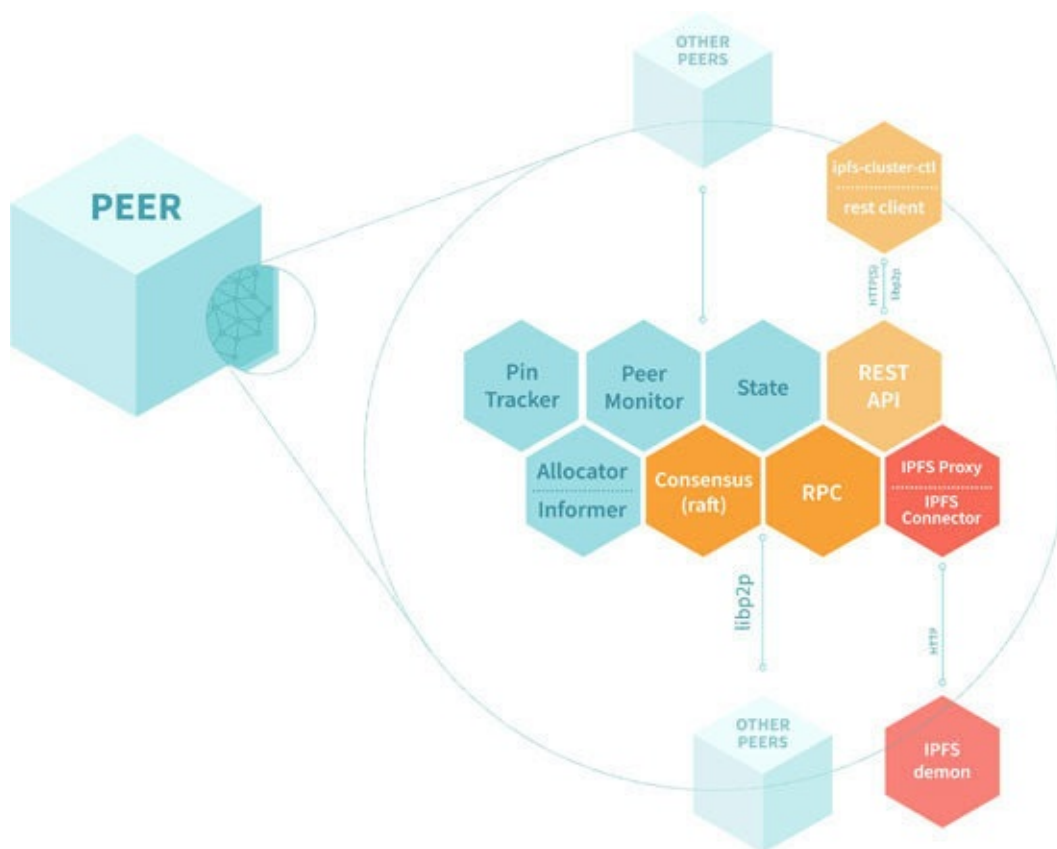 OTHER
PEERS
PEER
ipfs-cluster-ctl
rest client
HTTP(S)
libp2p
Pin
Tracker
Peer
Monitor
State
REST
API
Allocator
Informer
Consensus
(raft)
RPC
IPFS Proxy
IPFS
Connector
libp2p
HTTP
OTHER
PEERS
IPFS
demon